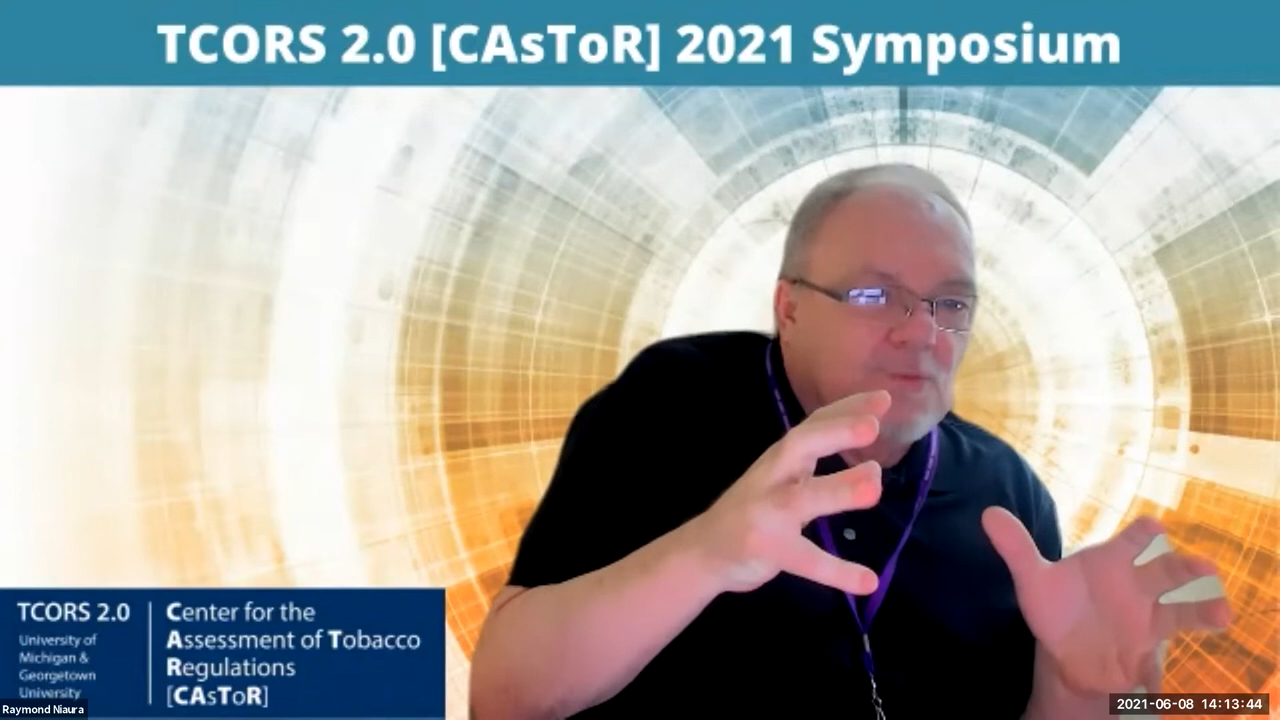 TCORS 2.0 [CAsToR] 2021 Symposium
TCORS 2.0
University of
Michigan &
Georgetown
University
Center for the
Assessment of Tobacco
Regulations
[CAsToR]
Raymond Niaura
2021-06-08 14:13:44